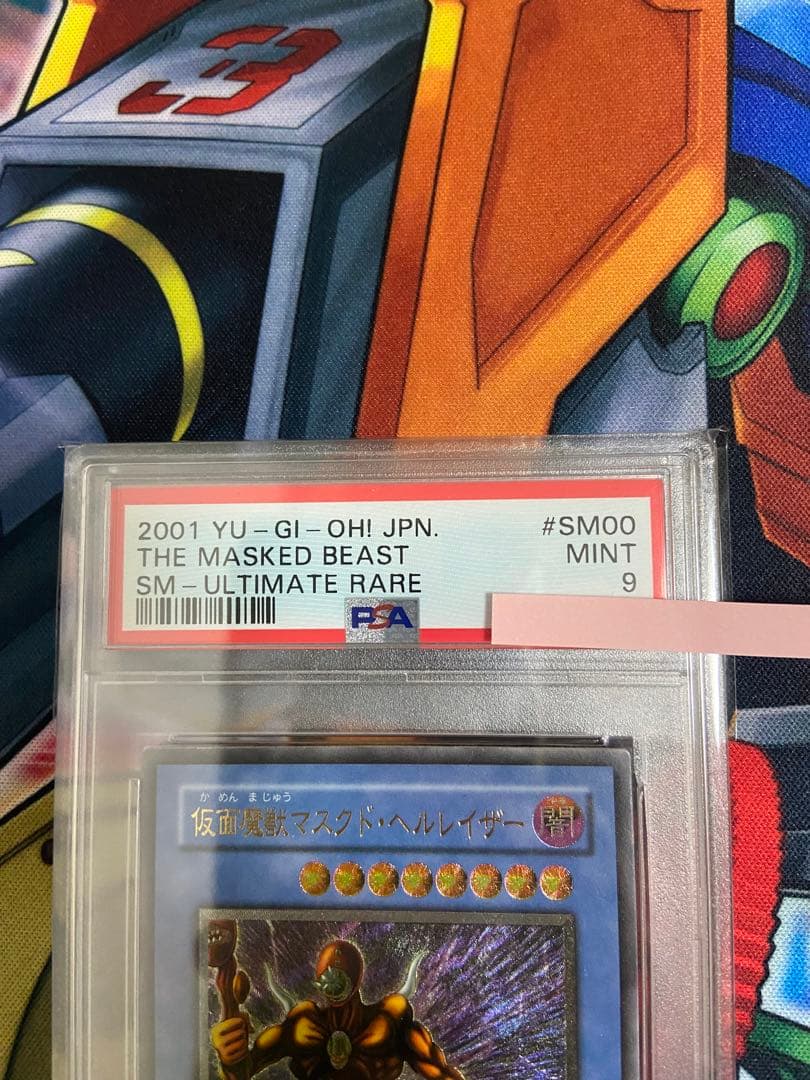 3
2001 YU-GI-OH! JPN. #SM00
THE MASKED BEAST MINT
SM-ULTIMATE RARE 9
PSA
かめんまじゅう
仮面魔獣マスクド・ヘルレイザー 闇